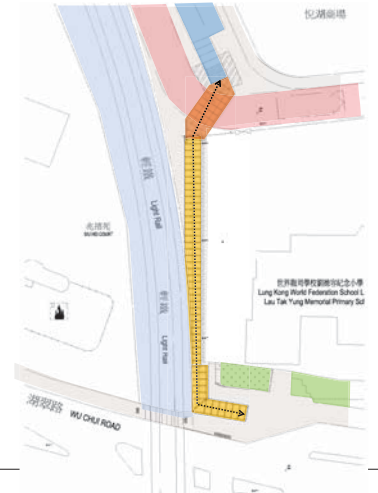 悅湖商場
輕鐵
Light Rail
兆禧苑
SIU HEI COURT
世界龍岡學校劉德容紀念小學
Lung Kong World Federation School L
Lau Tak Yung Memorial Primary Sch
輕鐵
Light Rail
湖翠路
WU CHUI ROAD